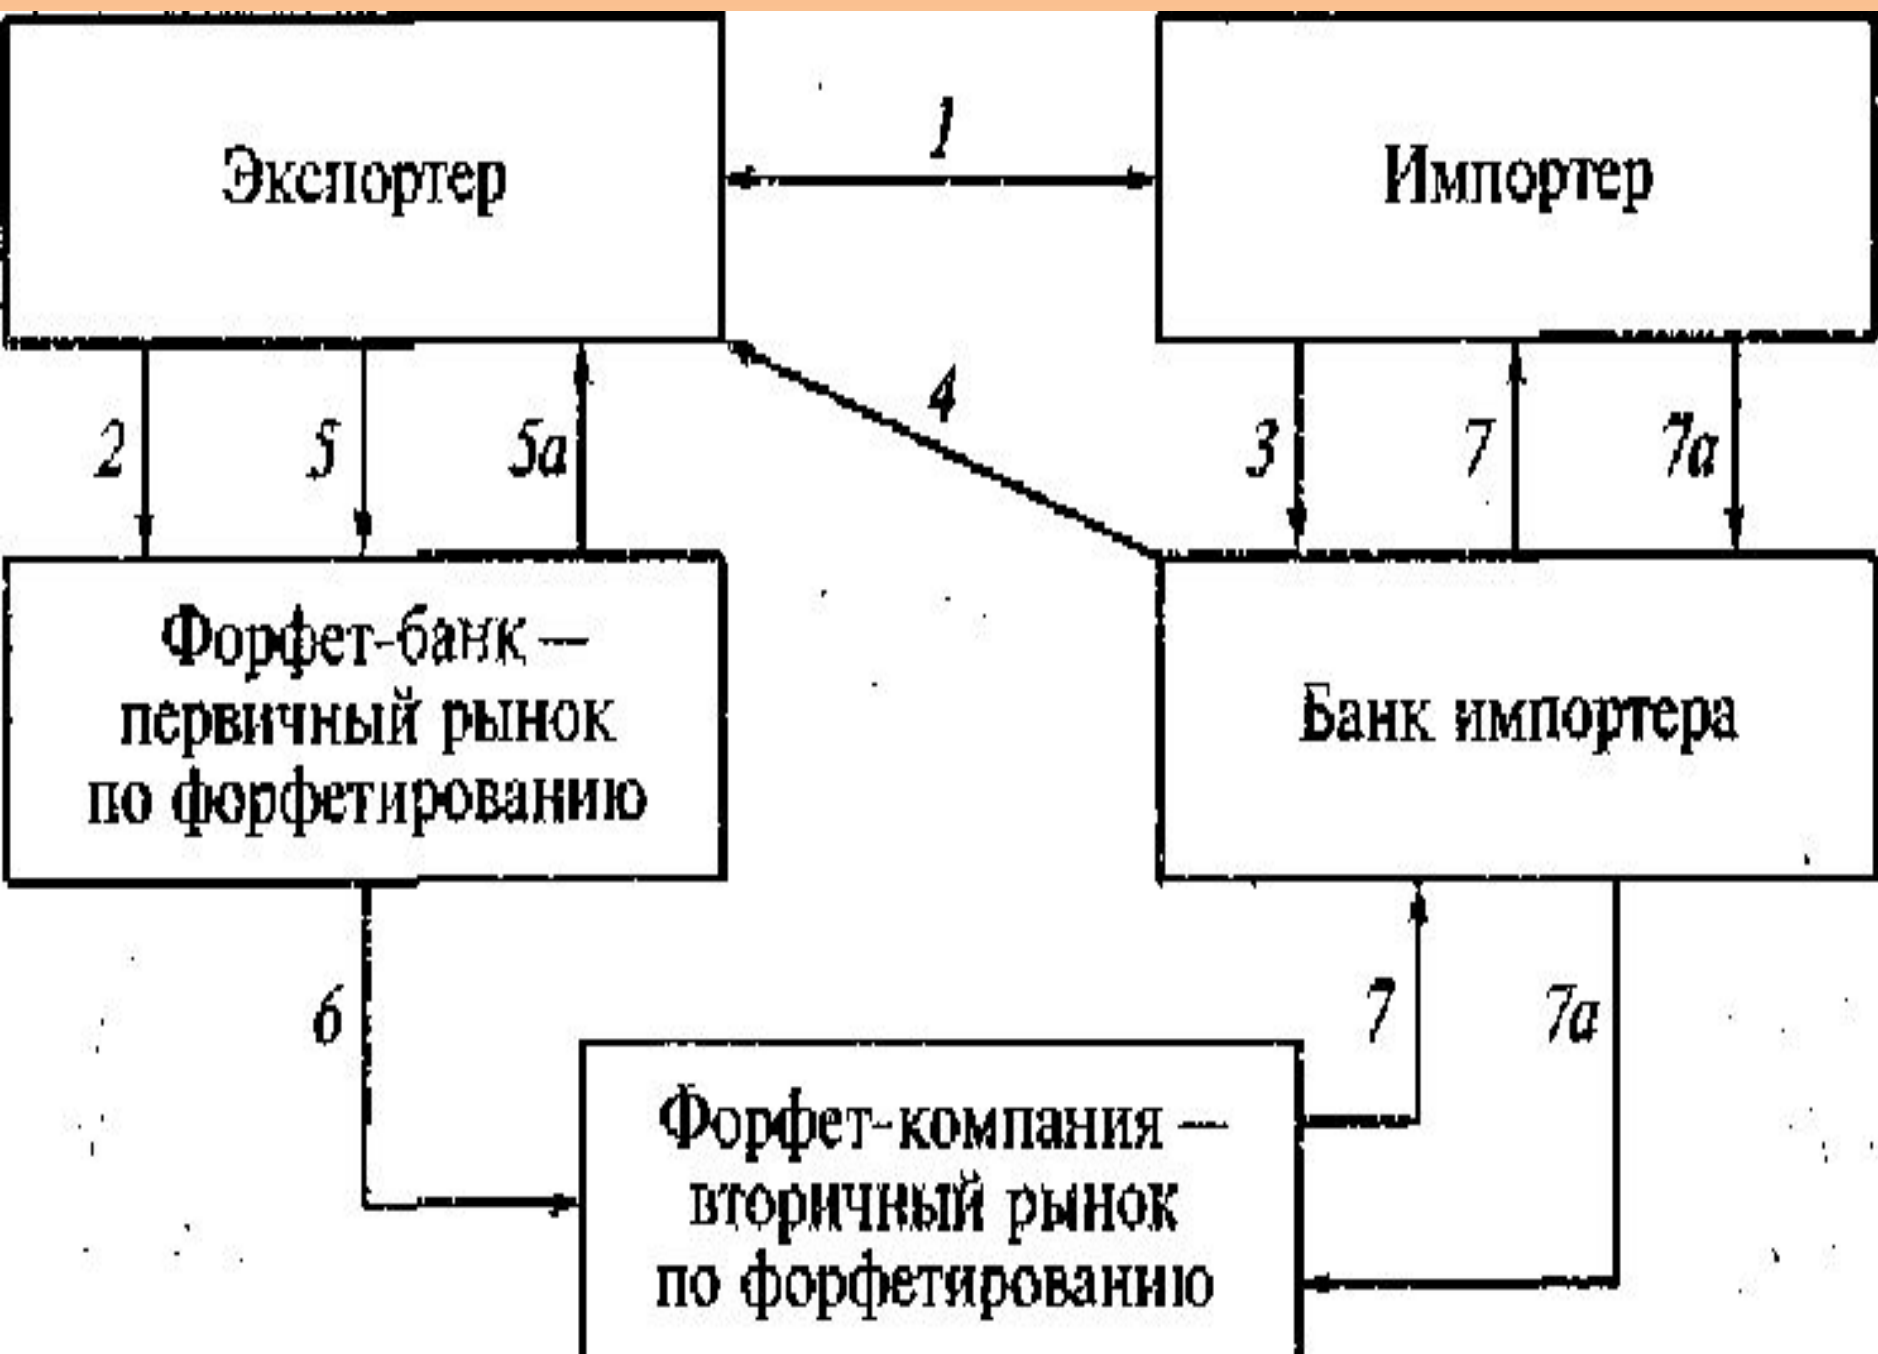 Экспортер
1
Импортер
2
5
5а
4
3
7
7а
Форфет-банк —
первичный рынок
по форфетированию
Банк импортера
6
7
7а
Форфет-компания —
вторичный рынок
по форфетированию